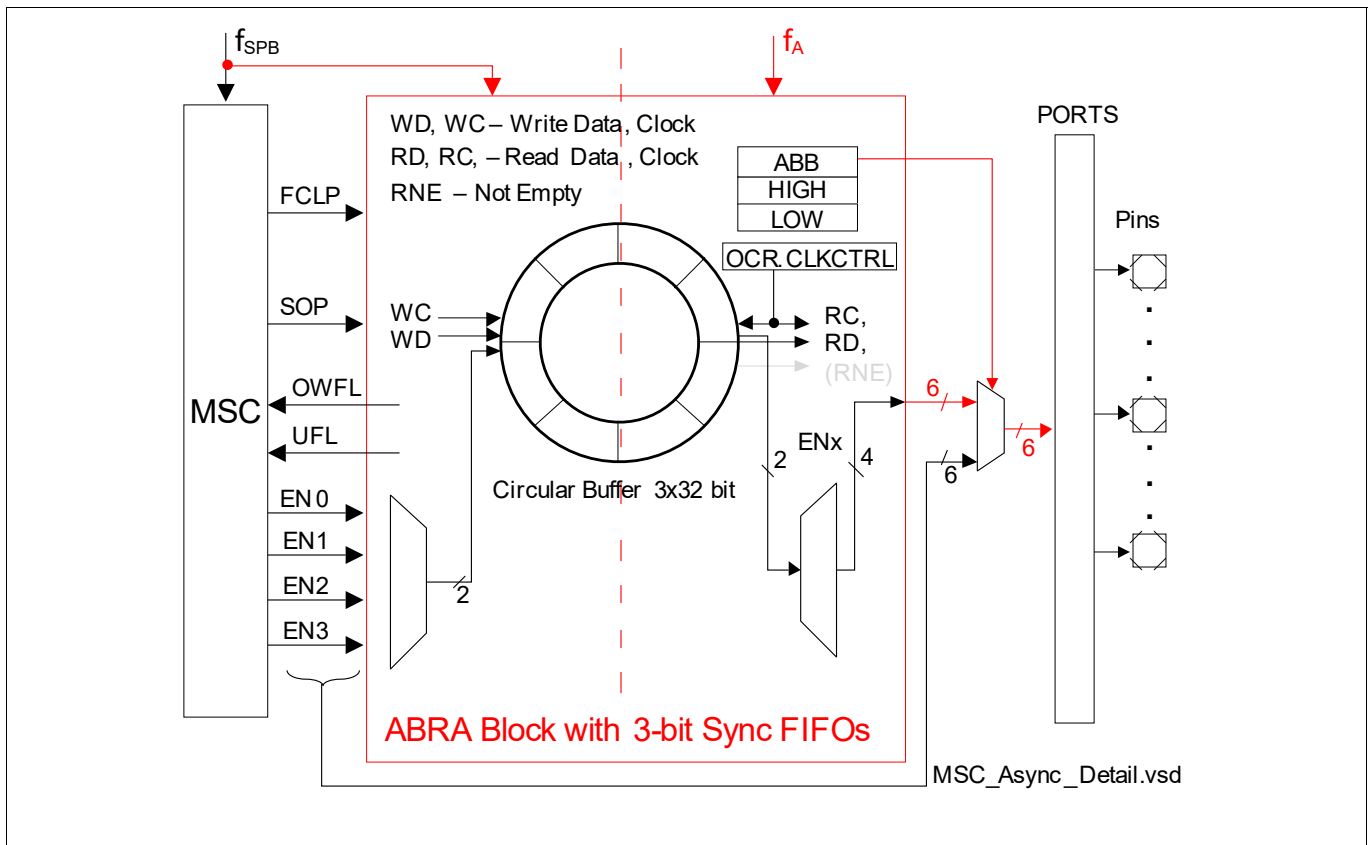 fSPB
fA
WD, WC – Write Data, Clock
RD, RC, – Read Data, Clock
RNE – Not Empty
PORTS
ABB
HIGH
LOW
FCLP
Pins
OCR.CLKCTRL
SOP
WC
WD
RC,
RD,
(RNE)
OWFL
MSC
UFL
6
6
6
ENx
2
4
Circular Buffer 3x32 bit
EN0
EN1
EN2
EN3
2
ABRA Block with 3-bit Sync FIFOs
MSC_Async_Detail.vsd